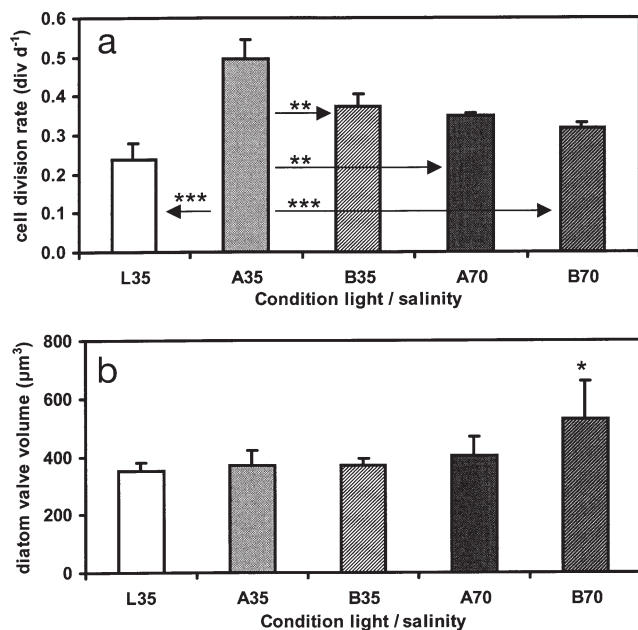 a
cell division rate (div d-1)
0.6
0.5
0.4
0.3
0.2
0.1
0.0
**
**
***
***
L35 A35 B35 A70 B70
Condition light / salinity
b
diatom valve volume (µm3)
800
600
400
200
0
*
L35 A35 B35 A70 B70
Condition light / salinity